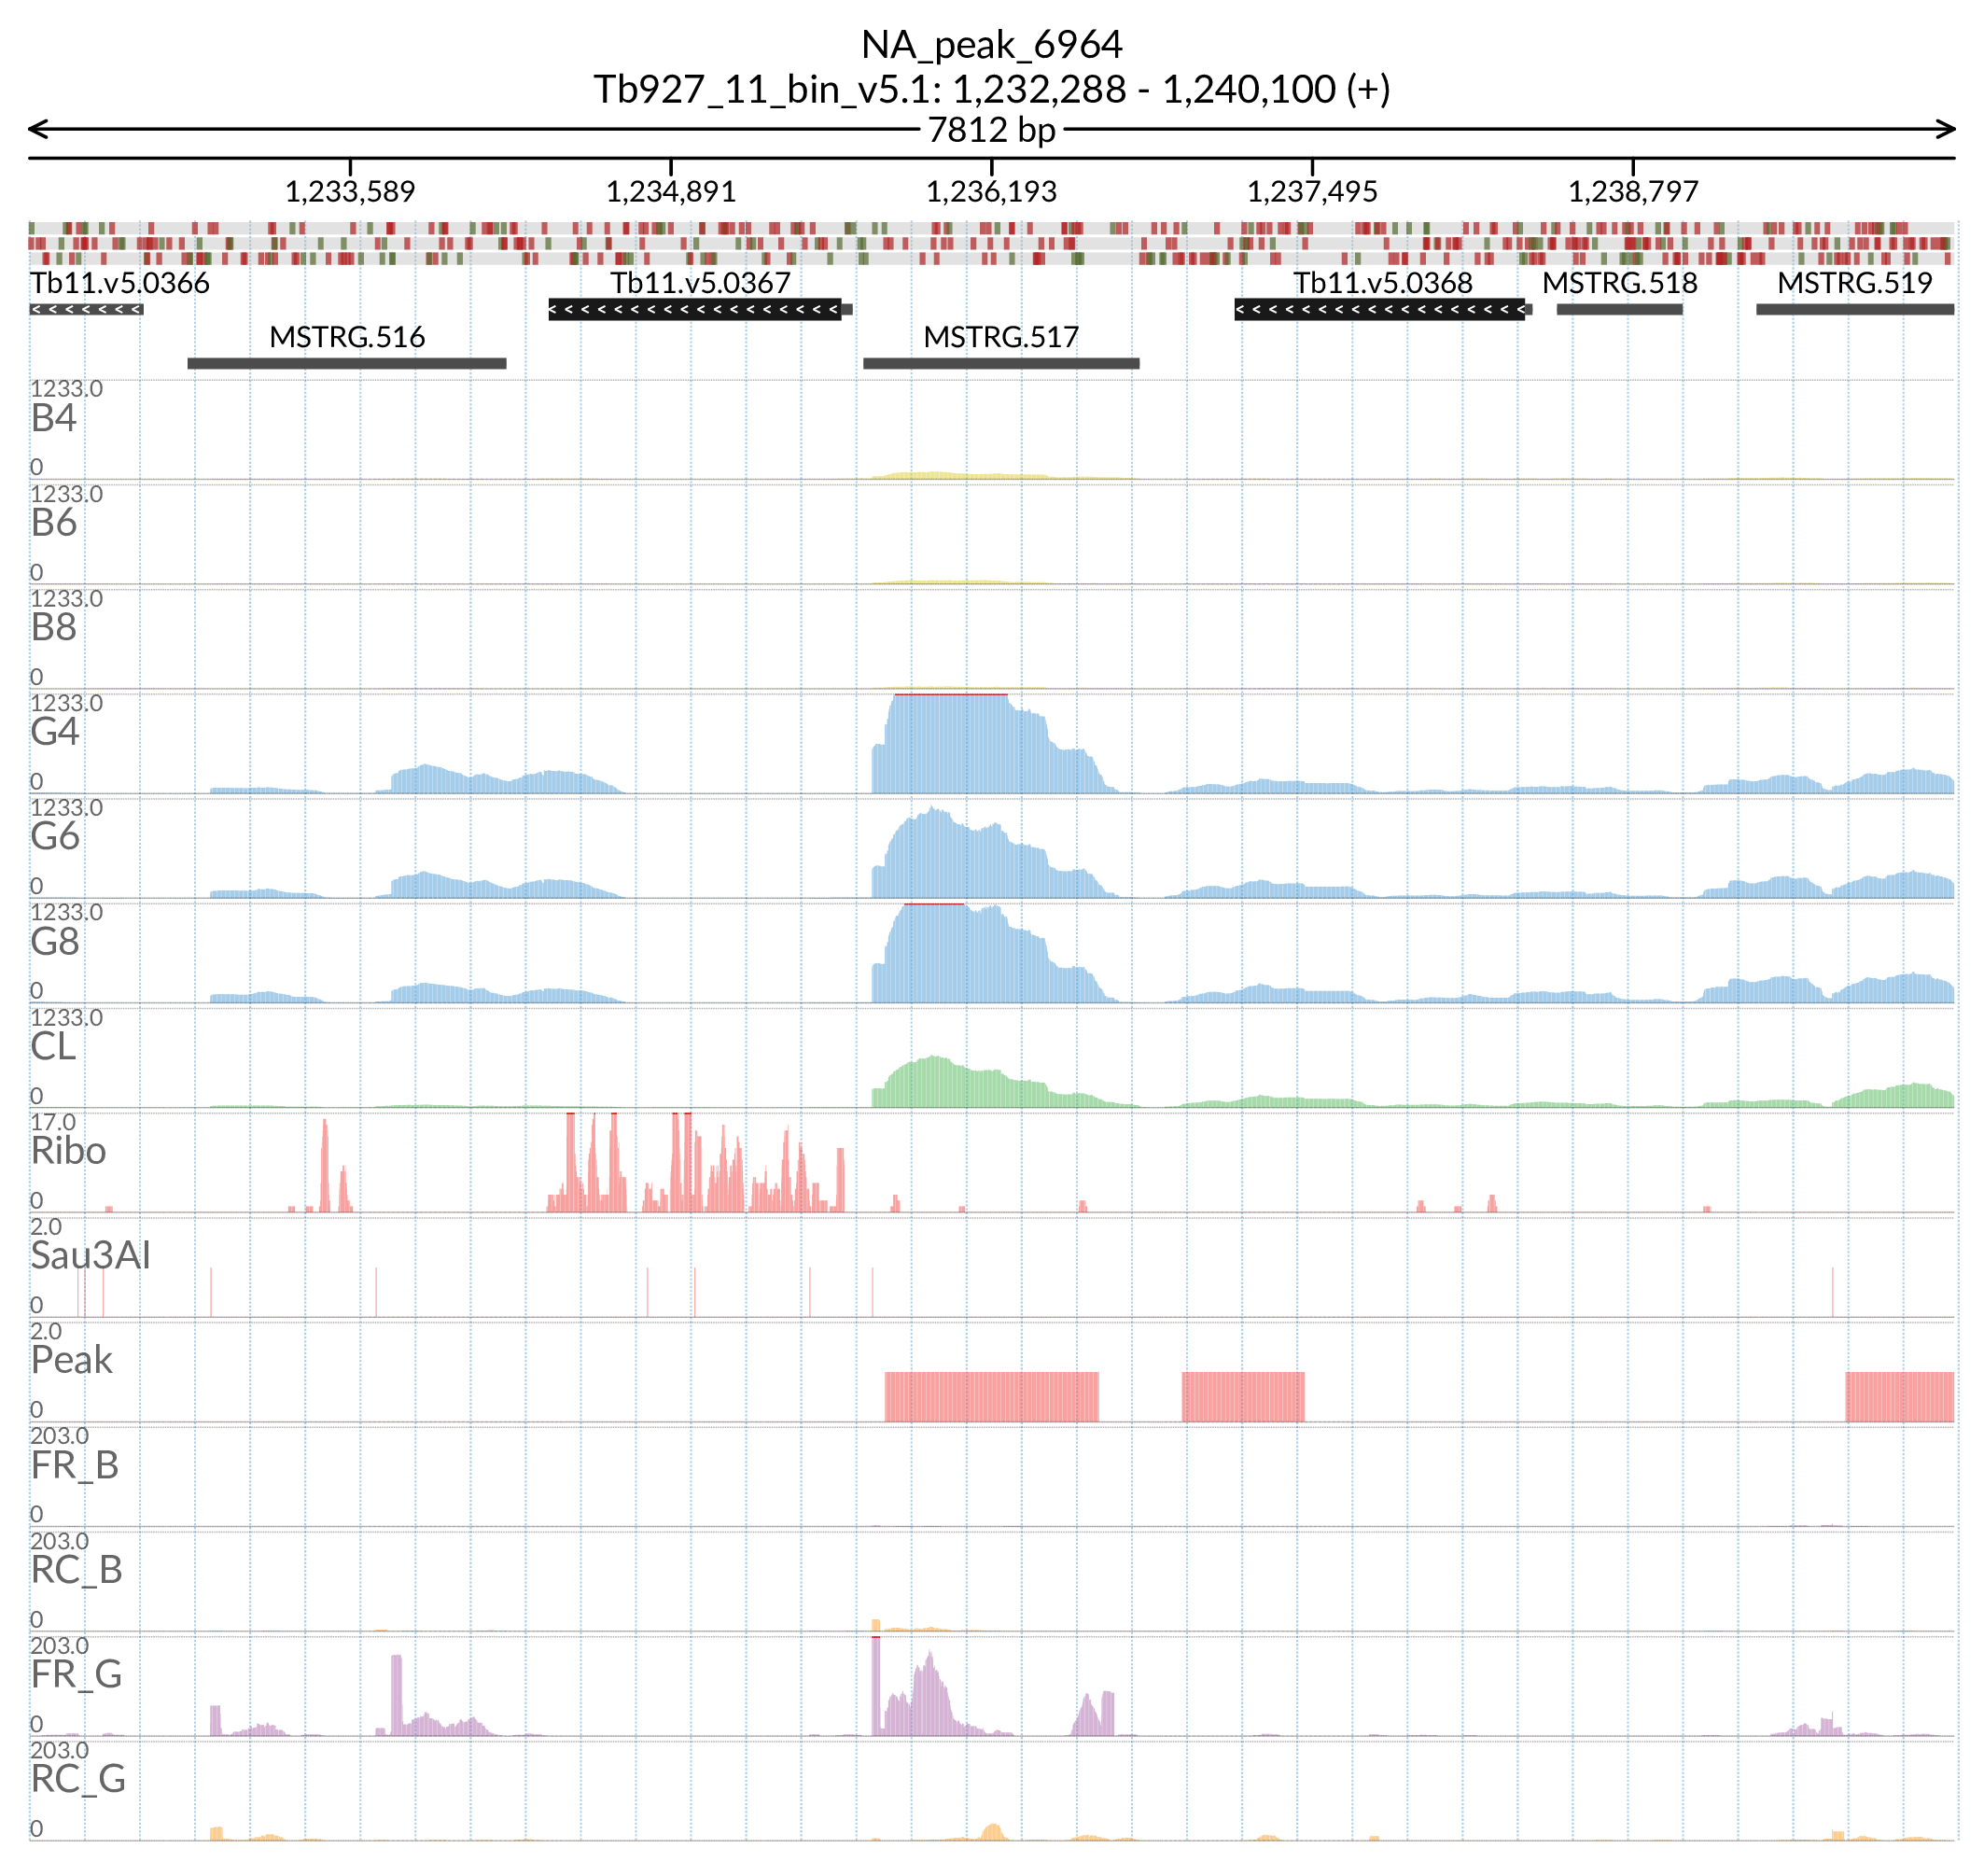 NA_peak_6964
Tb927_11_bin_v5.1: 1,232,288 - 1,240,100 (+)
7812 bp
1,233,589 1,234,891 1,236,193 1,237,495 1,238,797
Tb11.v5.0366 Tb11.v5.0367 Tb11.v5.0368 MSTRG.518 MSTRG.519
MSTRG.516 MSTRG.517
1233.0
B4
0
1233.0
B6
0
1233.0
B8
0
1233.0
G4
0
1233.0
G6
0
1233.0
G8
0
1233.0
CL
0
17.0
Ribo
0
2.0
Sau3AI
0
2.0
Peak
0
203.0
FR_B
0
203.0
RC_B
0
203.0
FR_G
0
203.0
RC_G
0